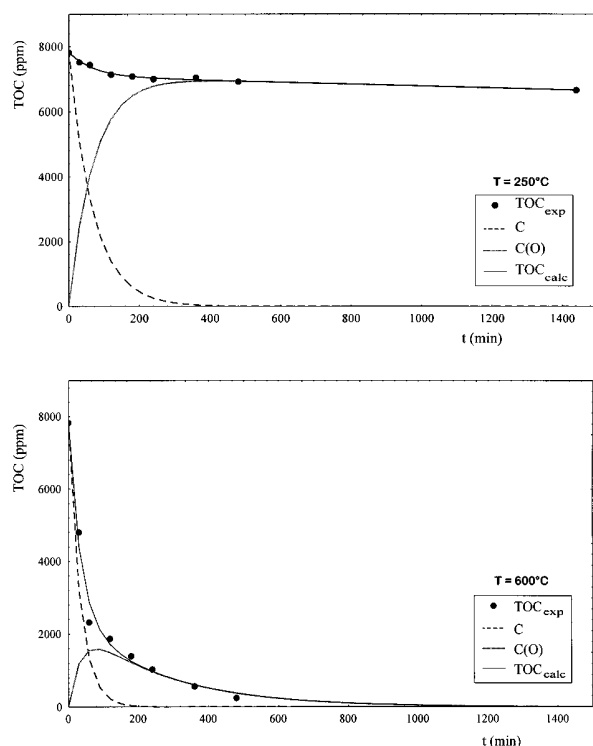 8000
6000
4000
2000
0
TOC (ppm)
0 200 400 600 800 1000 1200 1400
t (min)
T = 250°C
TOCexp
C
C(O)
TOCcalc
8000
6000
4000
2000
0
TOC (ppm)
0 200 400 600 800 1000 1200 1400
t (min)
T = 600°C
TOCexp
C
C(O)
TOCcalc